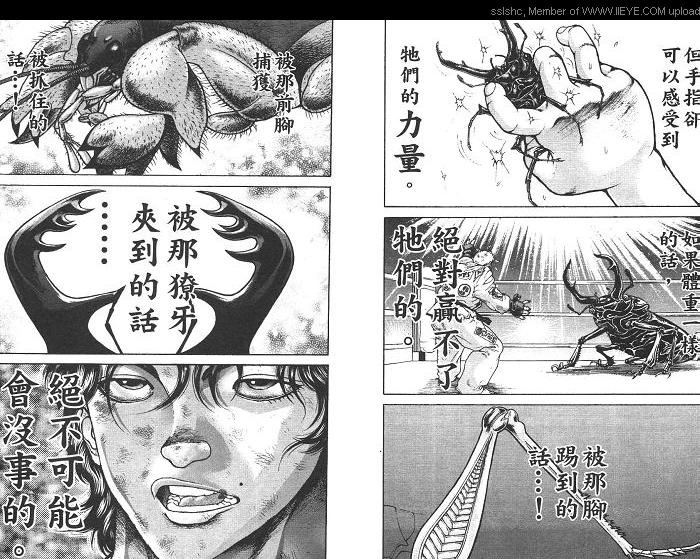 sslshc, Member of WWW.IIEYE.COM upload
但手指卻
可以感受到
牠們的力量。
如果體重一樣
的話，
絕對贏不了
牠們的。
被那腳
踢到的
話…！
被那前腳
捕獲
被抓住的
話…！
被那獠牙
夾到的話
……
絕不可能
會沒事的。